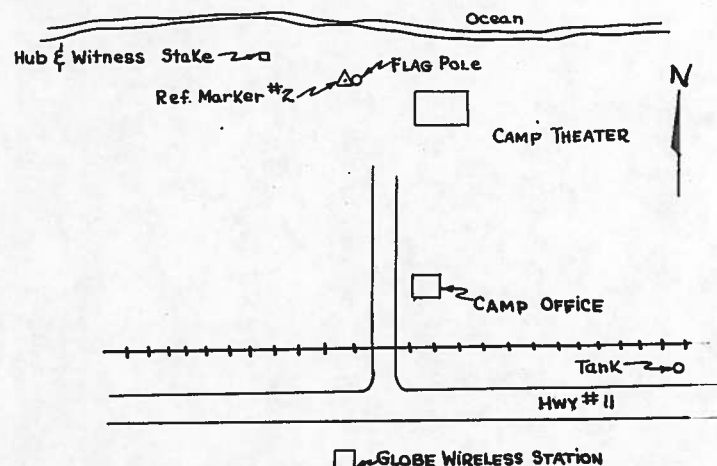 Ocean
Hub & Witness Stake
FLAG POLE
Ref. Marker #2
N
CAMP THEATER
CAMP OFFICE
Tank
HWY #11
GLOBE WIRELESS STATION